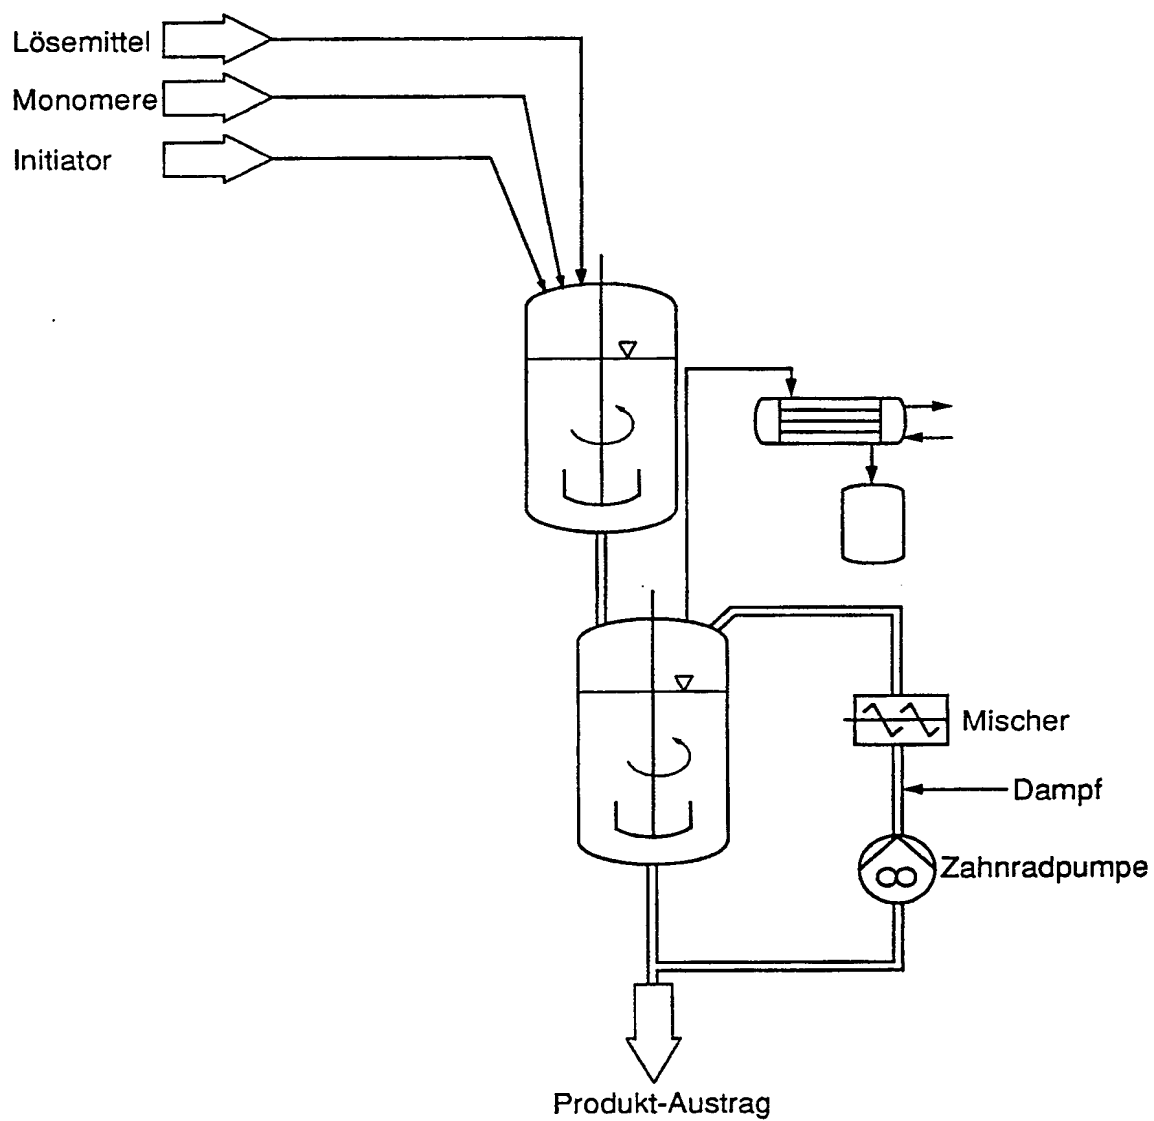 Lösemittel
Monomere
Initiator
Mischer
Dampf
Zahnradpumpe
Produkt-Austrag